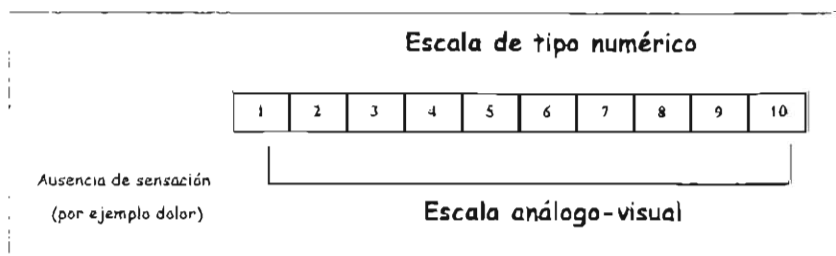 Escala de tipo numérico
1 2 3 4 5 6 7 8 9 10
Ausencia de sensación
(por ejemplo dolor)
Escala análogo-visual